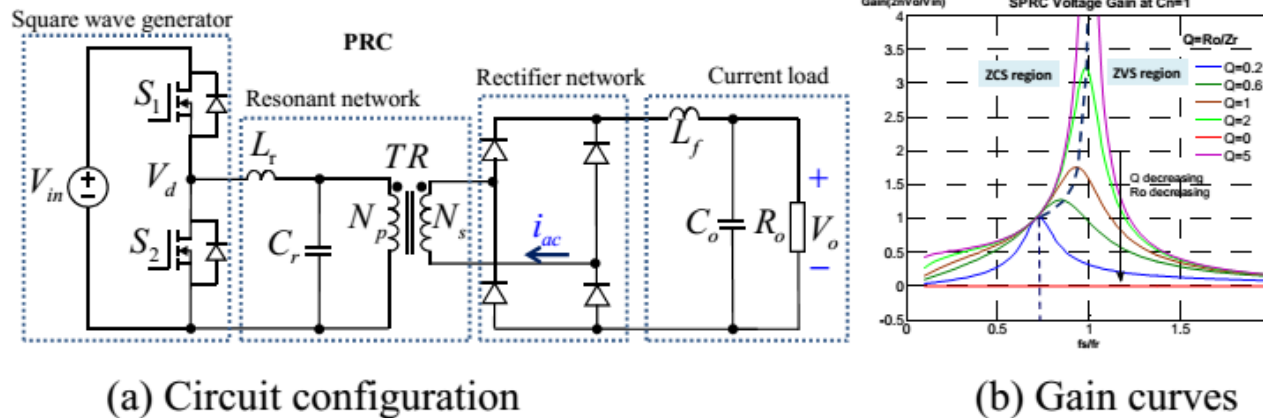 Square wave generator
PRC
Rectifier network
Current load
Resonant network
S1
Lr
TR
Lf
Vin
Vd
Np
Ns
Cr
iac
Co
Ro
Vo
+
−
S2
(a) Circuit configuration
Gain(2nVo/Vin)
SPRC Voltage Gain at Cn=1
4
3.5
3
2.5
2
1.5
1
0.5
0
-0.5
ZCS region
ZVS region
Q=Ro/Zr
Q=0.2
Q=0.6
Q=1
Q=2
Q=0
Q=5
Q decreasing
Ro decreasing
0
0.5
1
1.5
fs/fr
(b) Gain curves